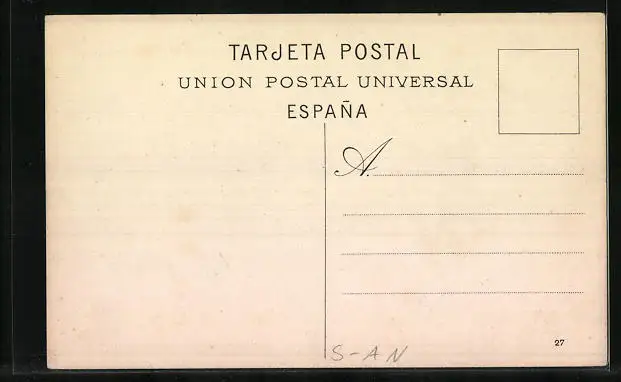 TARJETA POSTAL
UNION POSTAL UNIVERSAL
ESPAÑA
A.
27
S-AN